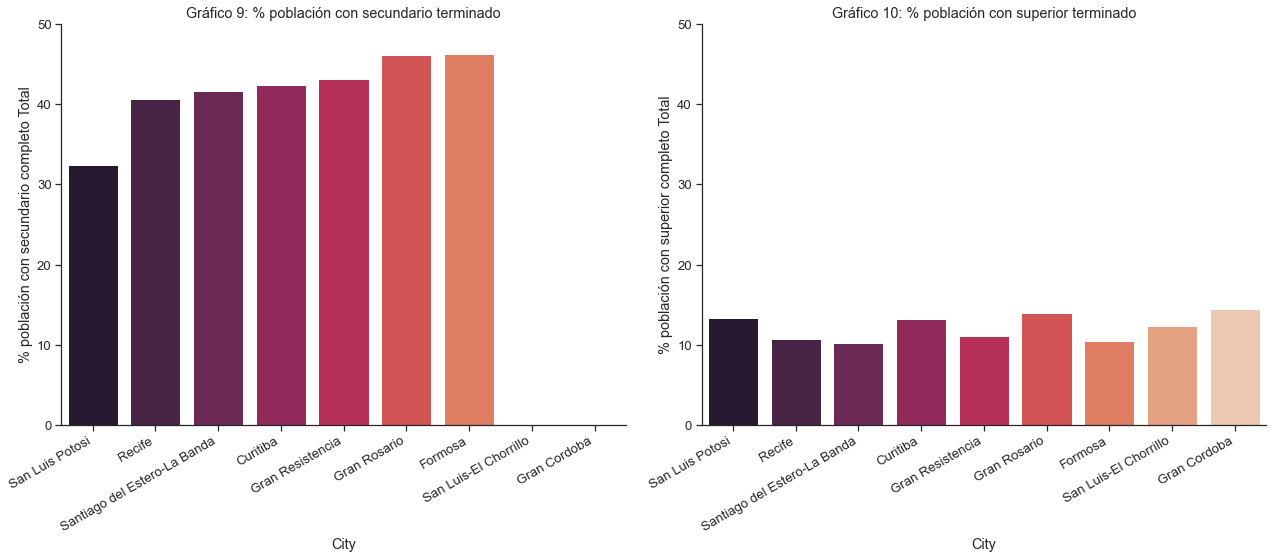 Gráfico 9: % población con secundario terminado
% población con secundario completo Total
50
40
30
20
10
0
San Luis Potosi
Recife
Santiago del Estero-La Banda
Curitiba
Gran Resistencia
Gran Rosario
Formosa
San Luis-El Chorrillo
Gran Cordoba
City
Gráfico 10: % población con superior terminado
% población con superior completo Total
50
40
30
20
10
0
San Luis Potosi
Recife
Santiago del Estero-La Banda
Curitiba
Gran Resistencia
Gran Rosario
Formosa
San Luis-El Chorrillo
Gran Cordoba
City